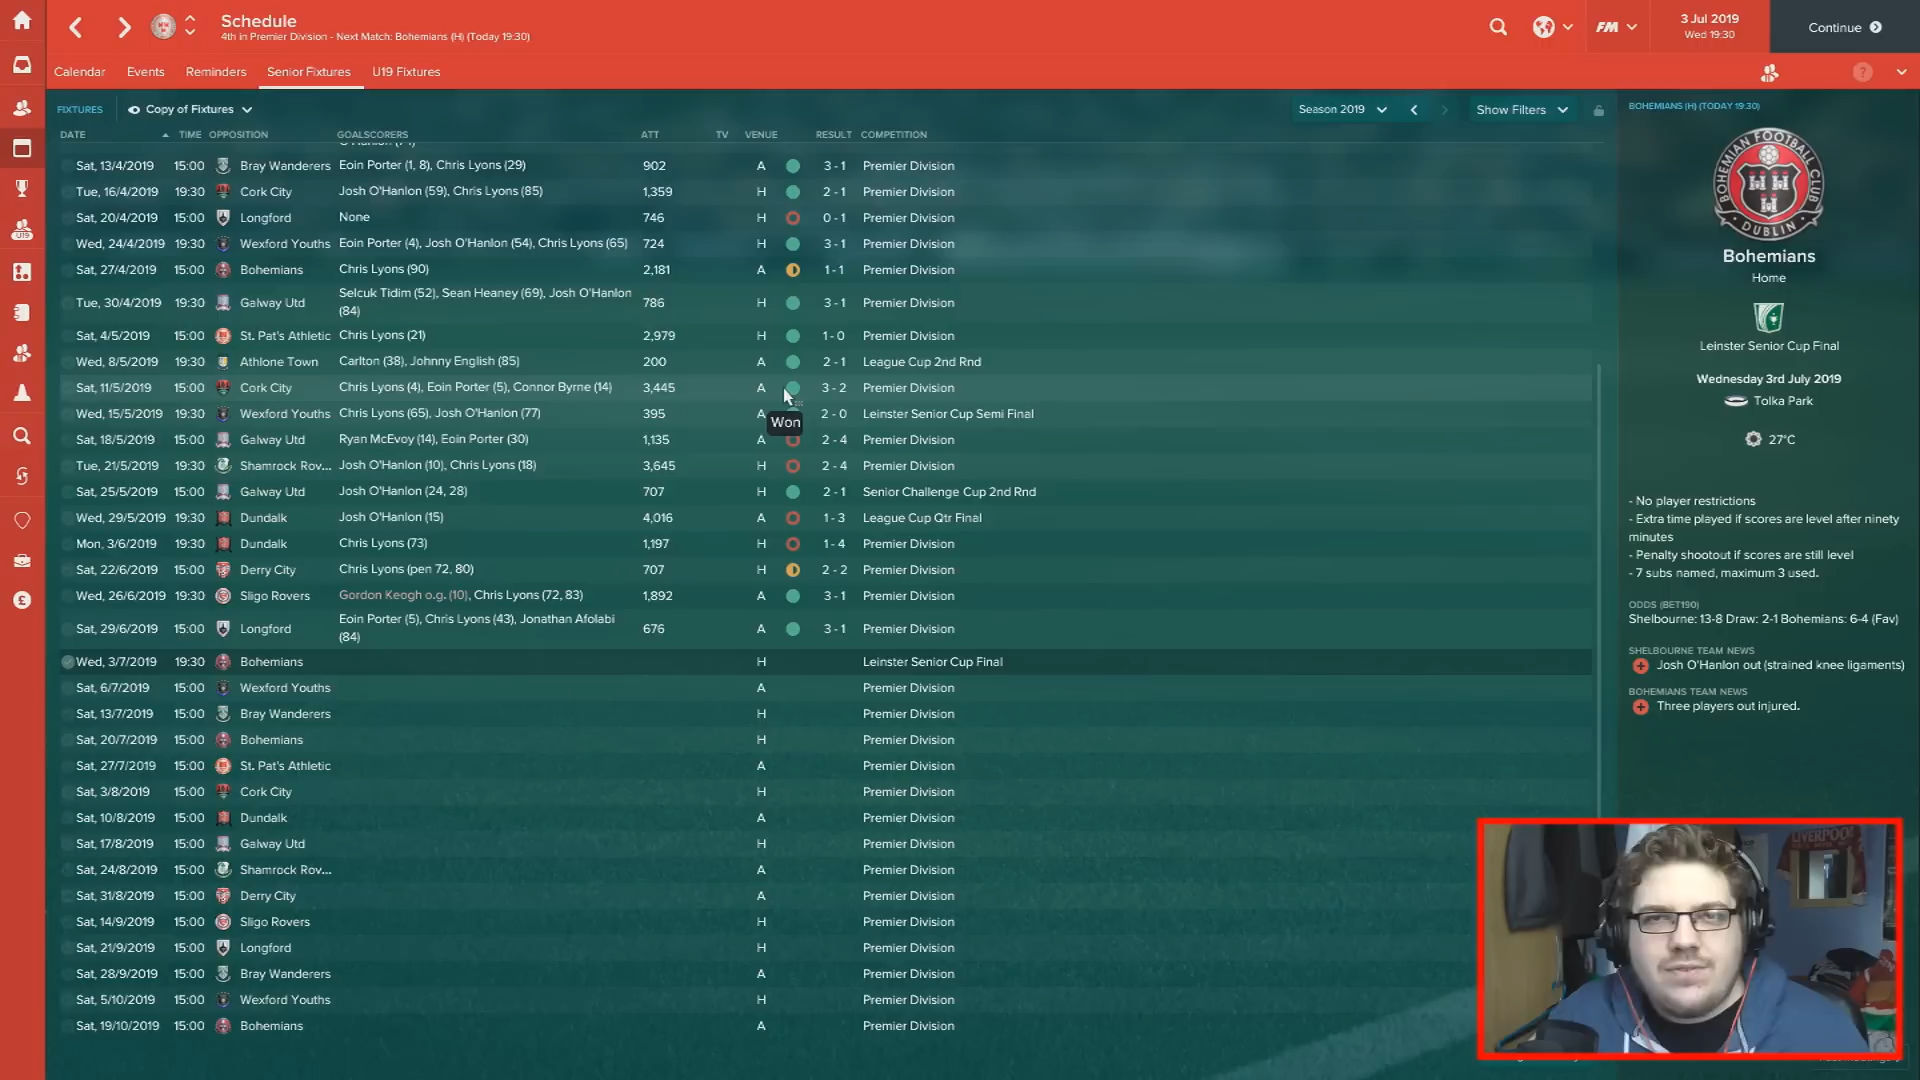 Schedule
4th in Premier Division - Next Match: Bohemians (H) (Today 19:30)
FM
3 Jul 2019
Wed 19:30
Continue
Calendar Events Reminders Senior Fixtures U19 Fixtures
?
FIXTURES Copy of Fixtures Season 2019 Show Filters
DATE TIME OPPOSITION GOALSCORERS ATT TV VENUE RESULT COMPETITION
Sat, 13/4/2019 15:00 Bray Wanderers Eoin Porter (1, 8), Chris Lyons (29) 902 A 3 - 1 Premier Division
Tue, 16/4/2019 19:30 Cork City Josh O'Hanlon (59), Chris Lyons (85) 1,359 H 2 - 1 Premier Division
Sat, 20/4/2019 15:00 Longford None 746 H 0 - 1 Premier Division
Wed, 24/4/2019 19:30 Wexford Youths Eoin Porter (4), Josh O'Hanlon (54), Chris Lyons (65) 724 H 3 - 1 Premier Division
Sat, 27/4/2019 15:00 Bohemians Chris Lyons (90) 2,181 A 1 - 1 Premier Division
Tue, 30/4/2019 19:30 Galway Utd Selcuk Tidim (52), Sean Heaney (69), Josh O'Hanlon
(84) 786 H 3 - 1 Premier Division
Sat, 4/5/2019 15:00 St. Pat's Athletic Chris Lyons (21) 2,979 H 1 - 0 Premier Division
Wed, 8/5/2019 19:30 Athlone Town Carlton (38), Johnny English (85) 200 A 2 - 1 League Cup 2nd Rnd
Sat, 11/5/2019 15:00 Cork City Chris Lyons (4), Eoin Porter (5), Connor Byrne (14) 3,445 A 3 - 2 Premier Division
Wed, 15/5/2019 19:30 Wexford Youths Chris Lyons (65), Josh O'Hanlon (77) 395 A 2 - 0 Leinster Senior Cup Semi Final
Won
Sat, 18/5/2019 15:00 Galway Utd Ryan McEvoy (14), Eoin Porter (30) 1,135 A 2 - 4 Premier Division
Tue, 21/5/2019 19:30 Shamrock Rov... Josh O'Hanlon (10), Chris Lyons (18) 3,645 H 2 - 4 Premier Division
Sat, 25/5/2019 15:00 Galway Utd Josh O'Hanlon (24, 28) 707 H 2 - 1 Senior Challenge Cup 2nd Rnd
Wed, 29/5/2019 19:30 Dundalk Josh O'Hanlon (15) 4,016 A 1 - 3 League Cup Qtr Final
Mon, 3/6/2019 19:30 Dundalk Chris Lyons (73) 1,197 H 1 - 4 Premier Division
Sat, 22/6/2019 15:00 Derry City Chris Lyons (pen 72, 80) 707 H 2 - 2 Premier Division
Wed, 26/6/2019 19:30 Sligo Rovers Gordon Keogh o.g. (10), Chris Lyons (72, 83) 1,892 A 3 - 1 Premier Division
Sat, 29/6/2019 15:00 Longford Eoin Porter (5), Chris Lyons (43), Jonathan Afolabi
(84) 676 A 3 - 1 Premier Division
Wed, 3/7/2019 19:30 Bohemians H Leinster Senior Cup Final
Sat, 6/7/2019 15:00 Wexford Youths A Premier Division
Sat, 13/7/2019 15:00 Bray Wanderers H Premier Division
Sat, 20/7/2019 15:00 Bohemians H Premier Division
Sat, 27/7/2019 15:00 St. Pat's Athletic A Premier Division
Sat, 3/8/2019 15:00 Cork City H Premier Division
Sat, 10/8/2019 15:00 Dundalk A Premier Division
Sat, 17/8/2019 15:00 Galway Utd H Premier Division
Sat, 24/8/2019 15:00 Shamrock Rov... A Premier Division
Sat, 31/8/2019 15:00 Derry City A Premier Division
Sat, 14/9/2019 15:00 Sligo Rovers H Premier Division
Sat, 21/9/2019 15:00 Longford H Premier Division
Sat, 28/9/2019 15:00 Bray Wanderers A Premier Division
Sat, 5/10/2019 15:00 Wexford Youths H Premier Division
Sat, 19/10/2019 15:00 Bohemians A Premier Division
BOHEMIANS (H) (TODAY 19:30)
BOHEMIAN FOOTBALL CLUB
DUBLIN
Bohemians
Home
Leinster Senior Cup Final
Wednesday 3rd July 2019
Tolka Park
27°C
- No player restrictions
- Extra time played if scores are level after ninety
minutes
- Penalty shootout if scores are still level
- 7 subs named, maximum 3 used.
ODDS (BET190)
Shelbourne: 13-8 Draw: 2-1 Bohemians: 6-4 (Fav)
SHELBOURNE TEAM NEWS
Josh O'Hanlon out (strained knee ligaments)
BOHEMIANS TEAM NEWS
Three players out injured.
U19
£
LIVERPOOL